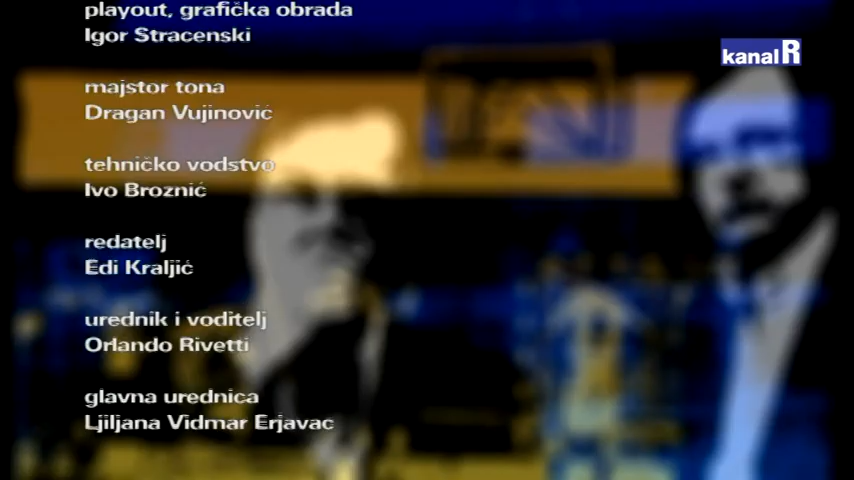 playout, grafička obrada
Igor Stracenski
kanal R
majstor tona
Dragan Vujinović
tehničko vodstvo
Ivo Broznić
redatelj
Edi Kraljić
urednik i voditelj
Orlando Rivetti
glavna urednica
Ljiljana Vidmar Erjavac